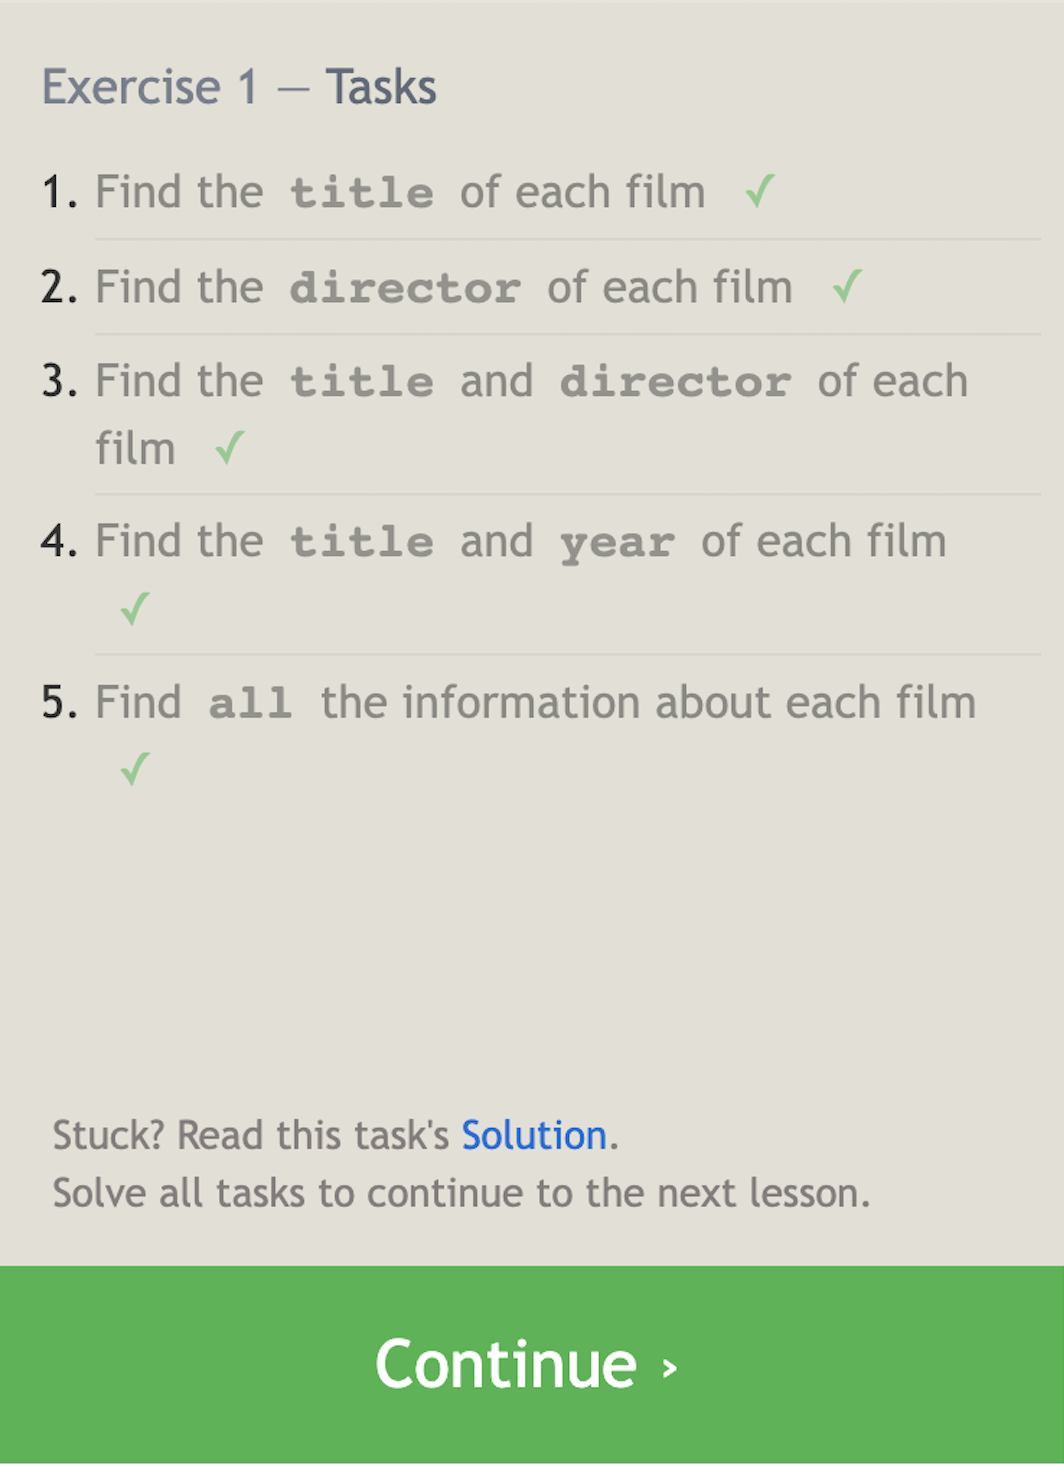 Exercise 1 — Tasks
1. Find the title of each film ✓
2. Find the director of each film ✓
3. Find the title and director of each
film ✓
4. Find the title and year of each film
✓
5. Find all the information about each film
✓
Stuck? Read this task's Solution.
Solve all tasks to continue to the next lesson.
Continue ›